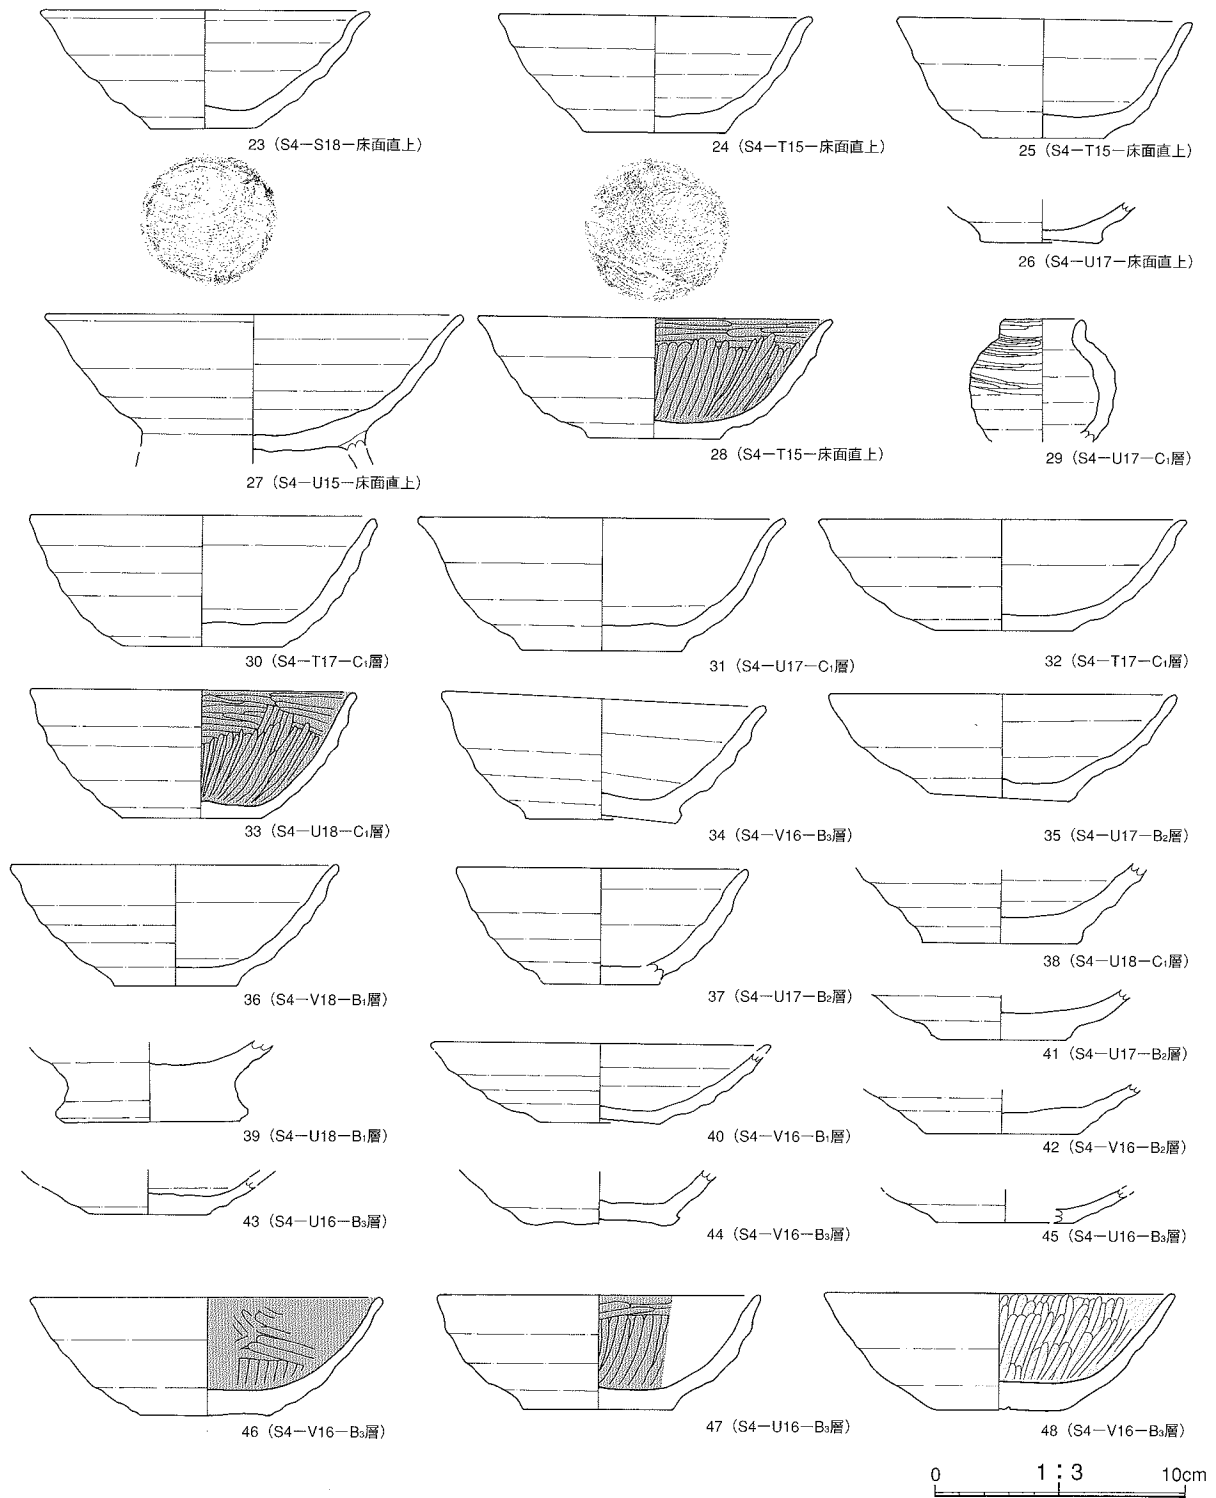 23（S4－S18－床面直上）
24（S4－T15－床面直上）
25（S4－T15－床面直上）
26（S4－U17－床面直上）
27（S4－U15－床面直上）
28（S4－T15－床面直上）
29（S4－U17－C₁層）
30（S4－T17－C₁層）
31（S4－U17－C₁層）
32（S4－T17－C₁層）
33（S4－U18－C₁層）
34（S4－V16－B₃層）
35（S4－U17－B₂層）
36（S4－V18－B₁層）
37（S4－U17－B₂層）
38（S4－U18－C₁層）
39（S4－U18－B₁層）
40（S4－V16－B₁層）
41（S4－U17－B₂層）
42（S4－V16－B₂層）
43（S4－U16－B₃層）
44（S4－V16－B₃層）
45（S4－U16－B₃層）
46（S4－V16－B₃層）
47（S4－U16－B₃層）
48（S4－V16－B₃層）
0 1：3 10cm